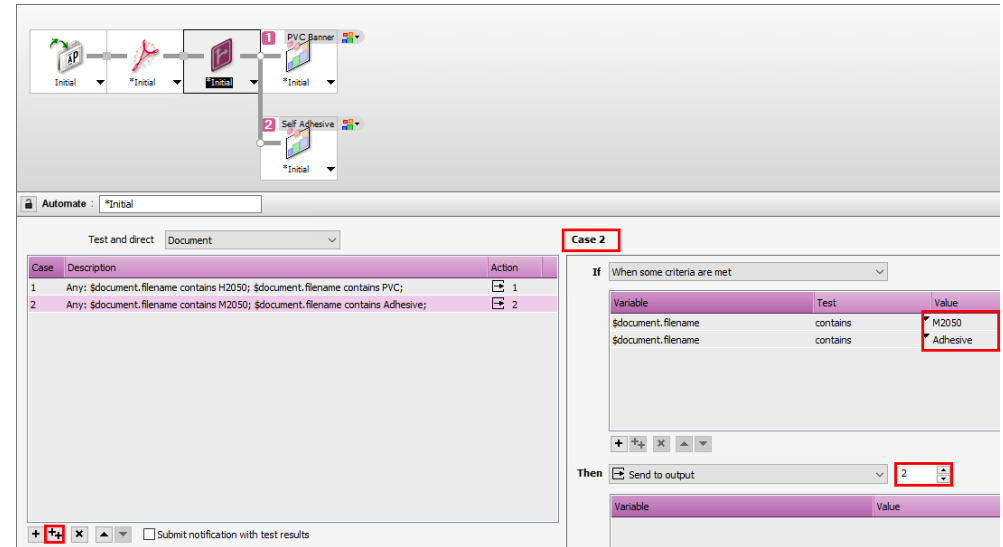 1 PVC Banner
AP
Initial *Initial *Initial *Initial
2 Self Adhesive
*Initial
Automate : *Initial
Test and direct Document
Case 2
Case Description Action
1 Any: $document.filename contains H2050; $document.filename contains PVC; 1
2 Any: $document.filename contains M2050; $document.filename contains Adhesive; 2
If When some criteria are met
Variable Test Value
$document.filename contains M2050
$document.filename contains Adhesive
Then Send to output 2
Variable Value
Submit notification with test results